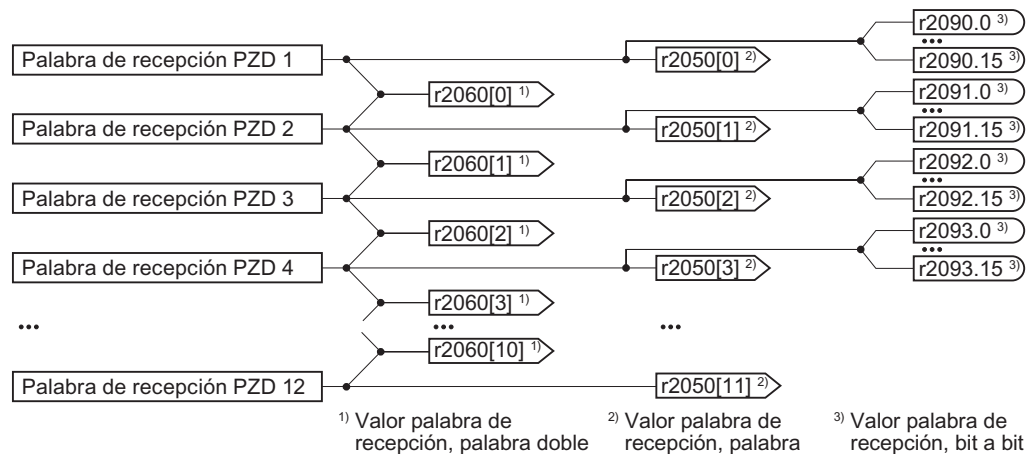 r2090.0 3)
...
Palabra de recepción PZD 1
r2050[0] 2)
r2090.15 3)
r2060[0] 1)
r2091.0 3)
...
Palabra de recepción PZD 2
r2050[1] 2)
r2091.15 3)
r2060[1] 1)
r2092.0 3)
...
Palabra de recepción PZD 3
r2050[2] 2)
r2092.15 3)
r2060[2] 1)
r2093.0 3)
...
Palabra de recepción PZD 4
r2050[3] 2)
r2093.15 3)
r2060[3] 1)
... ... ...
r2060[10] 1)
Palabra de recepción PZD 12
r2050[11] 2)
1) Valor palabra de
recepción, palabra doble
2) Valor palabra de
recepción, palabra
3) Valor palabra de
recepción, bit a bit